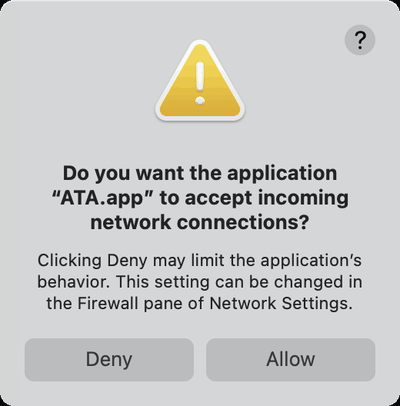 ?
Do you want the application
“ATA.app” to accept incoming
network connections?
Clicking Deny may limit the application’s
behavior. This setting can be changed in
the Firewall pane of Network Settings.
Deny
Allow